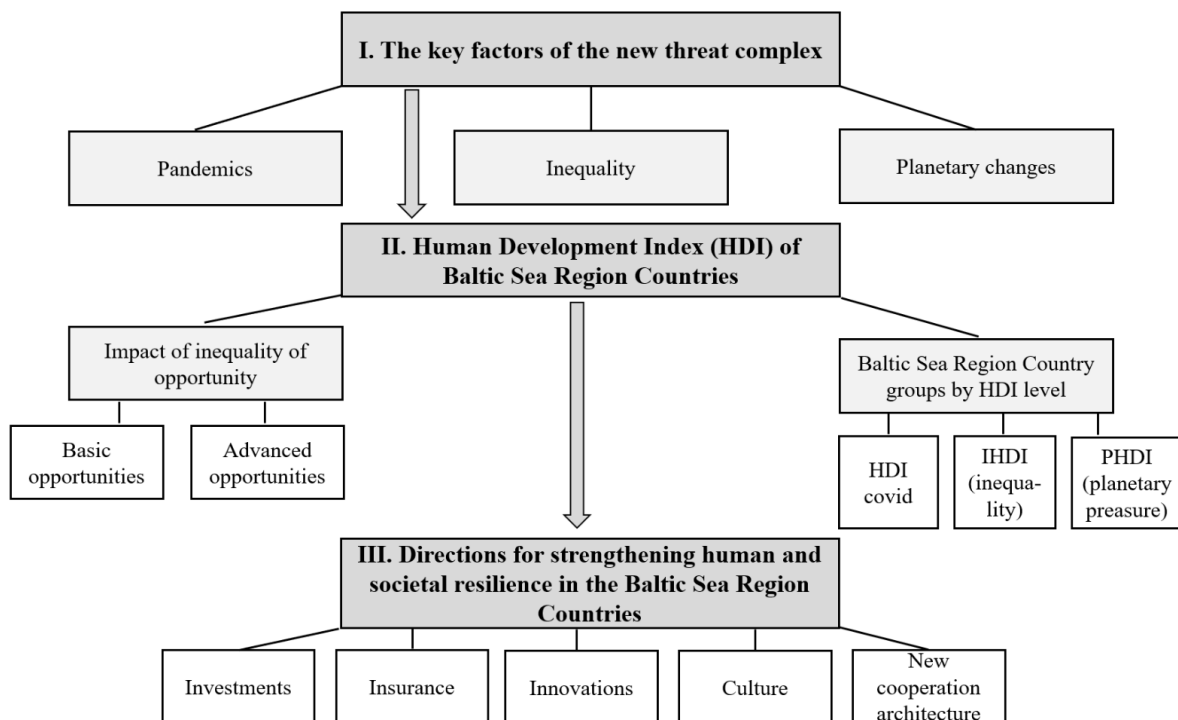 I. The key factors of the new threat complex
Pandemics
Inequality
Planetary changes
II. Human Development Index (HDI) of
Baltic Sea Region Countries
Impact of inequality of
opportunity
Baltic Sea Region Country
groups by HDI level
Basic
opportunities
Advanced
opportunities
HDI
covid
IHDI
(inequa-
lity)
PHDI
(planetary
preasure)
III. Directions for strengthening human and
societal resilience in the Baltic Sea Region
Countries
Investments
Insurance
Innovations
Culture
New
cooperation
architecture